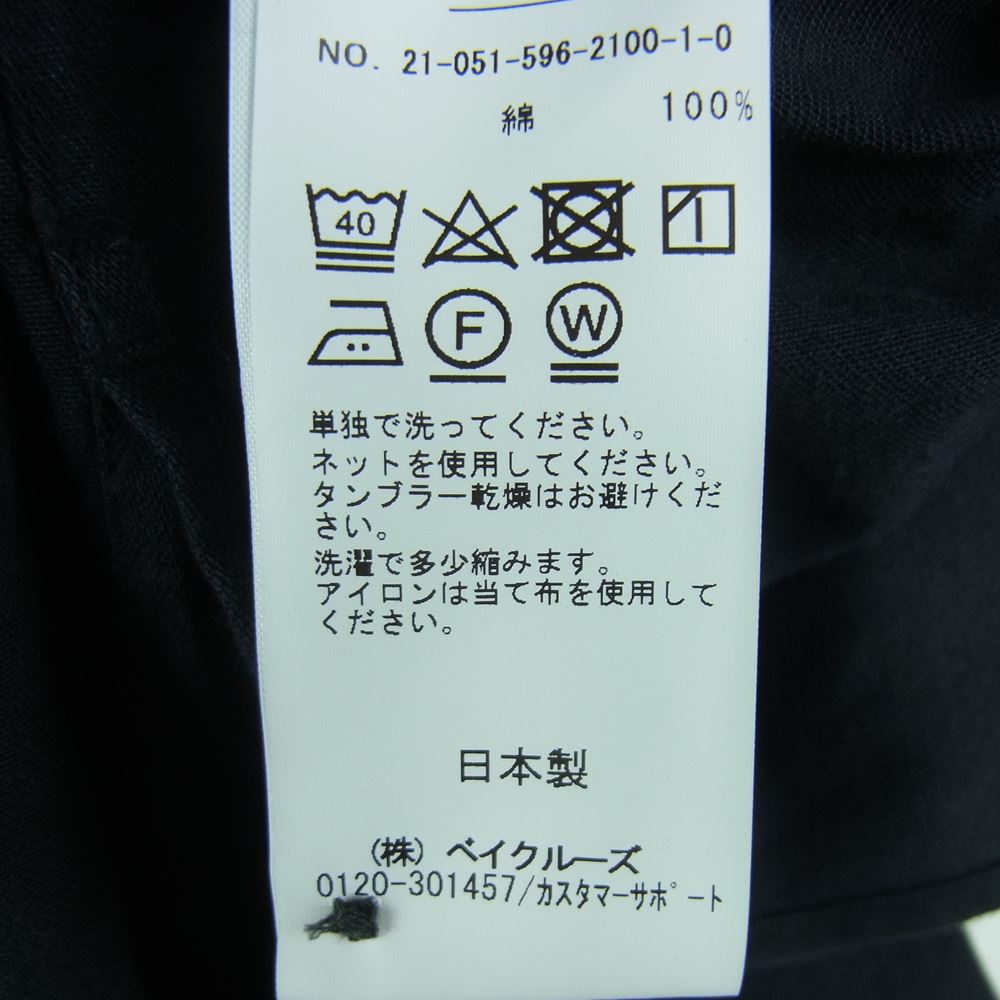 NO. 21-051-596-2100-1-0
綿 100%
40
F W
単独で洗ってください。
ネットを使用してください。
タンブラー乾燥はお避けくだ
さい。
洗濯で多少縮みます。
アイロンは当て布を使用して
ください。
日本製
(株) ベイクルーズ
0120-301457/カスタマーサポート